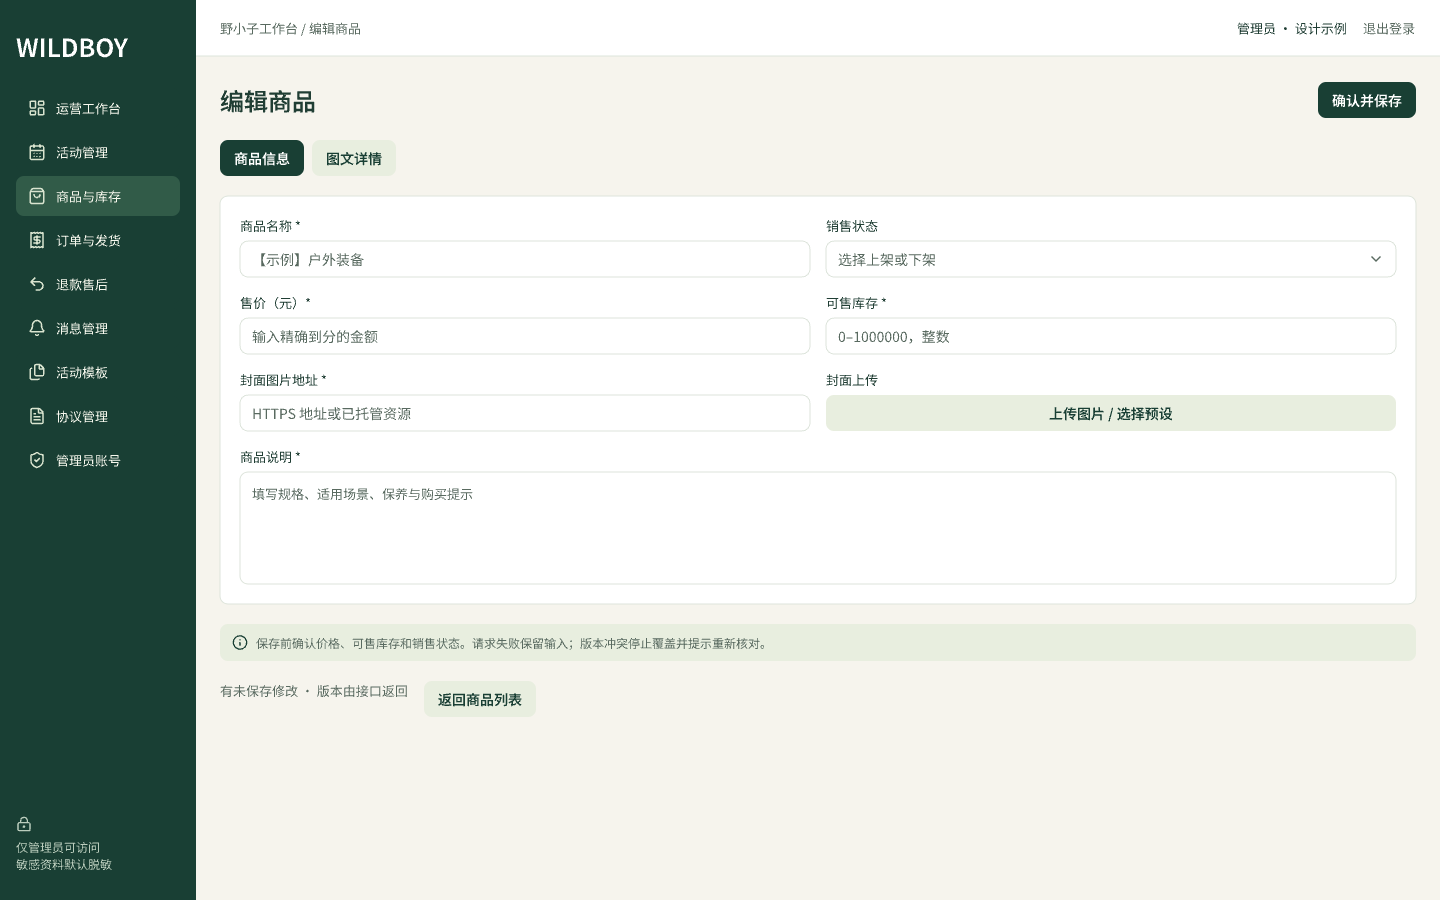 WILDBOY
运营工作台
活动管理
商品与库存
订单与发货
退款售后
消息管理
活动模板
协议管理
管理员账号
仅管理员可访问
敏感资料默认脱敏
野小子工作台 / 编辑商品
管理员 · 设计示例
退出登录
编辑商品
确认并保存
商品信息
图文详情
商品名称 *
销售状态
【示例】户外装备
选择上架或下架
售价（元）*
可售库存 *
输入精确到分的金额
0–1000000，整数
封面图片地址 *
封面上传
HTTPS 地址或已托管资源
上传图片 / 选择预设
商品说明 *
填写规格、适用场景、保养与购买提示
保存前确认价格、可售库存和销售状态。请求失败保留输入；版本冲突停止覆盖并提示重新核对。
有未保存修改 · 版本由接口返回
返回商品列表